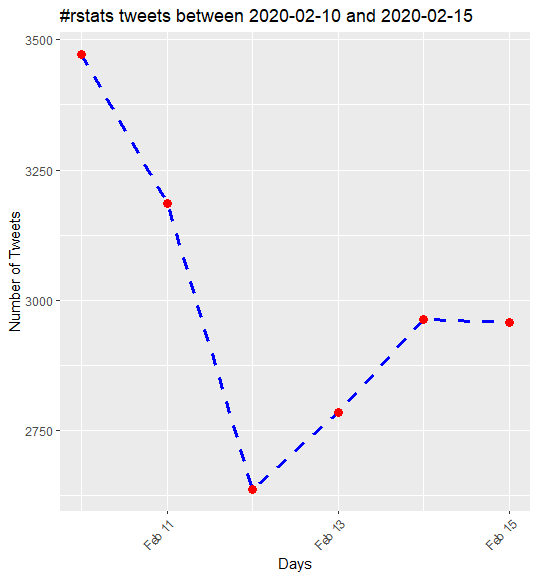 #rstats tweets between 2020-02-10 and 2020-02-15
3500
3250
3000
2750
Number of Tweets
Feb 11
Feb 13
Feb 15
Days